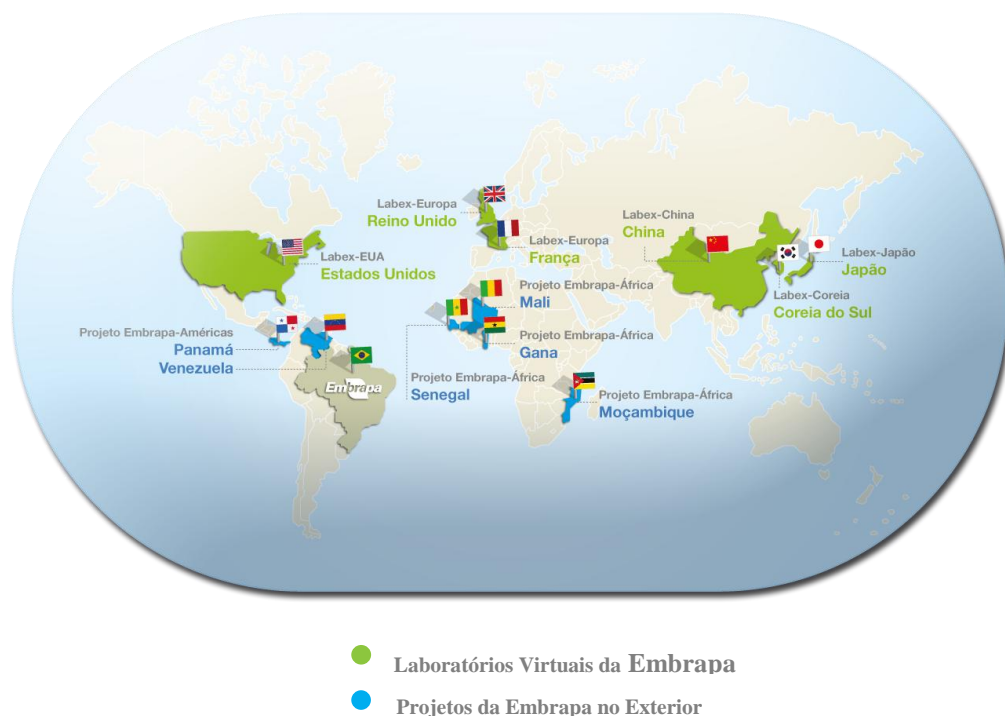 Labex-Europa
Reino Unido
Labex-Europa
França
Labex-China
China
Labex-Japão
Japão
Labex-Coreia
Coreia do Sul
Labex-EUA
Estados Unidos
Projeto Embrapa-África
Mali
Projeto Embrapa-Américas
Panamá
Venezuela
Projeto Embrapa-África
Gana
Projeto Embrapa-África
Senegal
Embrapa
Projeto Embrapa-África
Moçambique
Laboratórios Virtuais da Embrapa
Projetos da Embrapa no Exterior